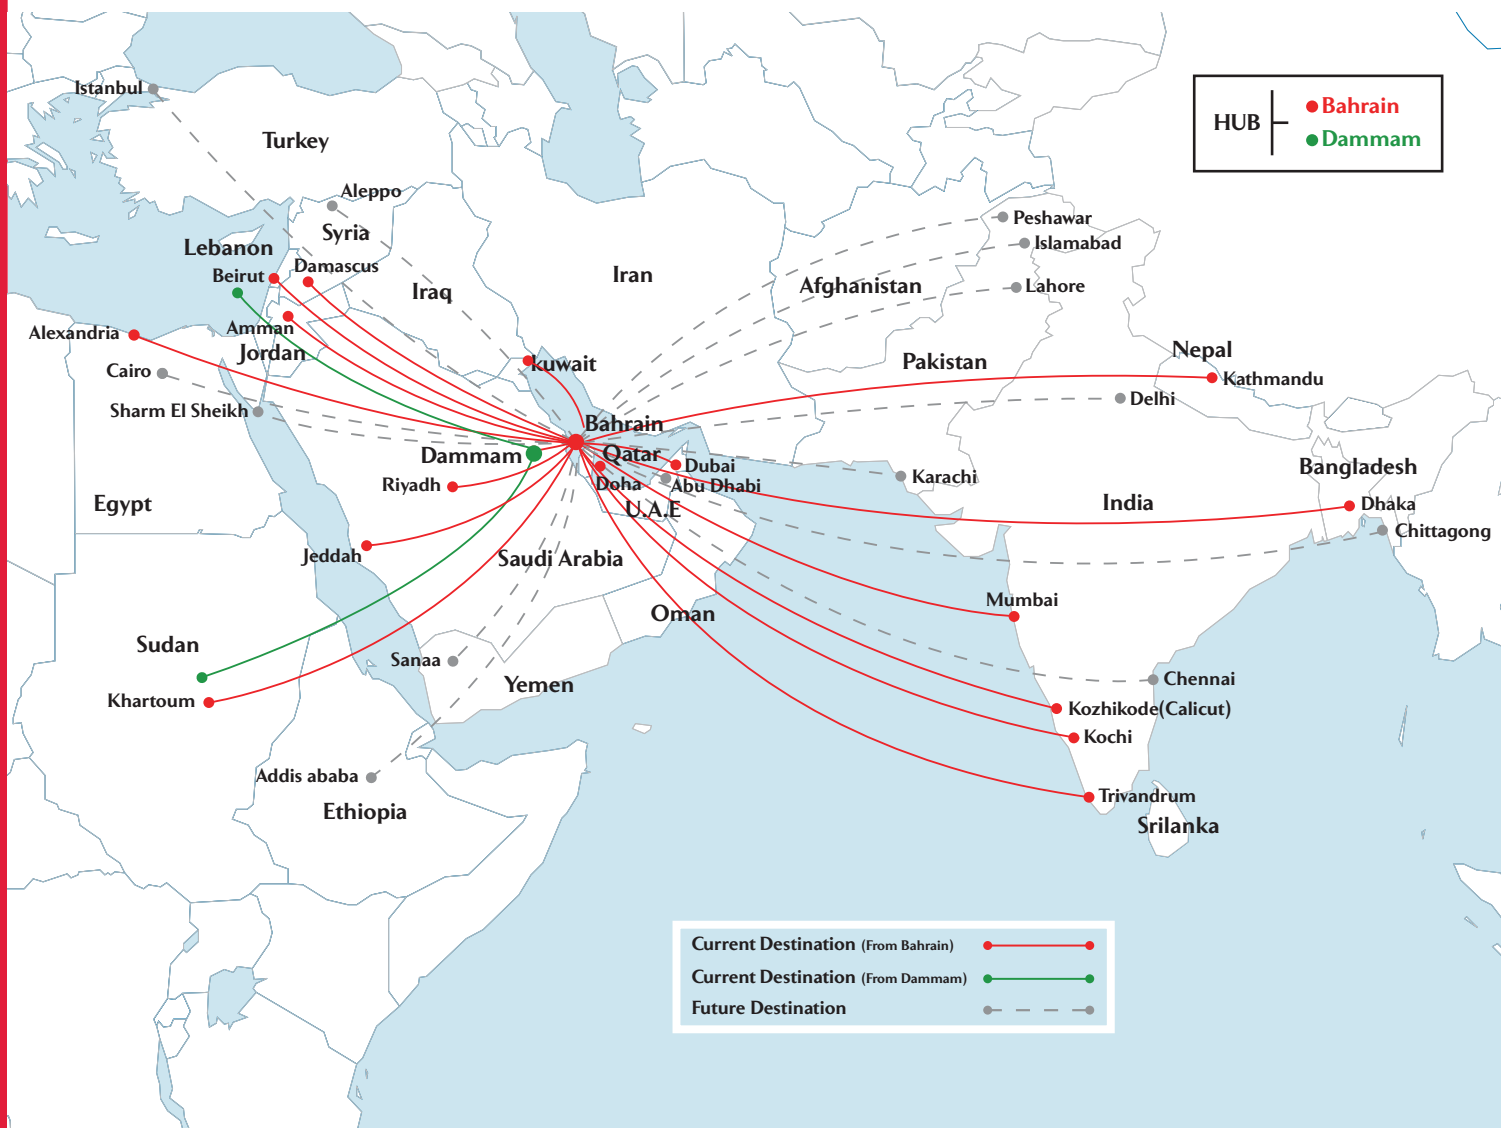 Istanbul
Turkey
HUB
Bahrain
Dammam
Aleppo
Syria
Lebanon
Beirut
Damascus
Iraq
Iran
Peshawar
Islamabad
Afghanistan
Lahore
Alexandria
Amman
Jordan
Cairo
Sharm El Sheikh
kuwait
Pakistan
Nepal
Kathmandu
Delhi
Bahrain
Dammam
Qatar
Dubai
Riyadh
Doha
Abu Dhabi
U.A.E
Karachi
Bangladesh
India
Dhaka
Chittagong
Egypt
Jeddah
Saudi Arabia
Oman
Mumbai
Sudan
Sanaa
Yemen
Khartoum
Chennai
Kozhikode(Calicut)
Kochi
Addis ababa
Ethiopia
Trivandrum
Srilanka
Current Destination (From Bahrain)
Current Destination (From Dammam)
Future Destination